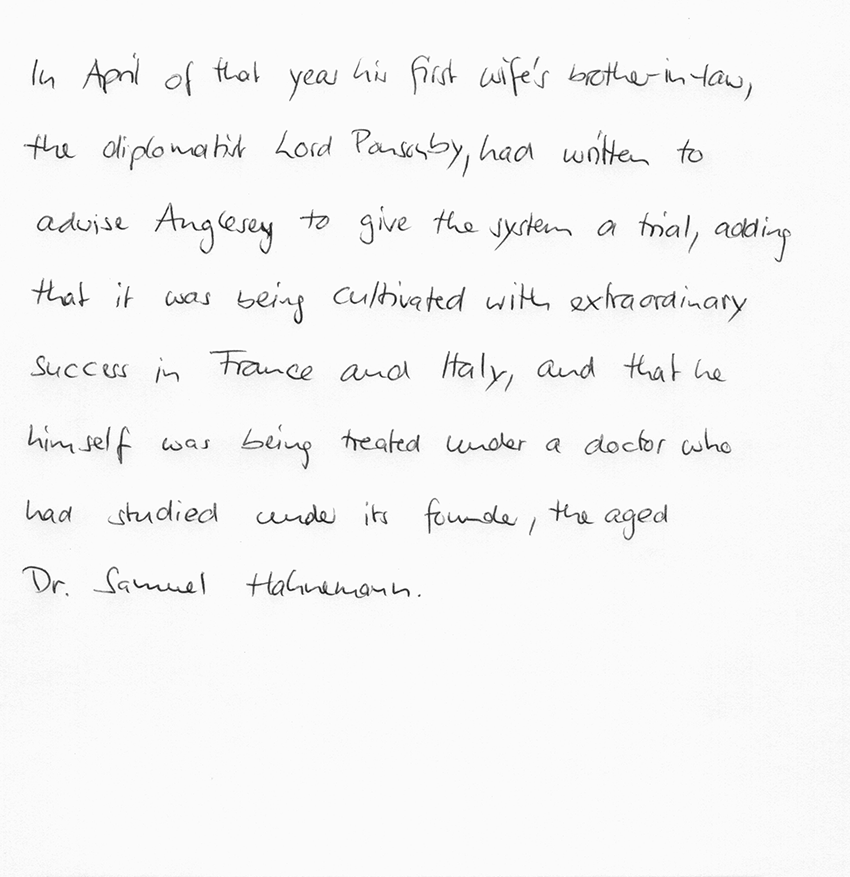 In April of that year his first wife's brother-in-law,
the diplomatist Lord Ponsonby, had written to
advise Anglesey to give the system a trial, adding
that it was being cultivated with extraordinary
success in France and Italy, and that he
himself was being treated under a doctor who
had studied under its founder, the aged
Dr. Samuel Hahnemann.